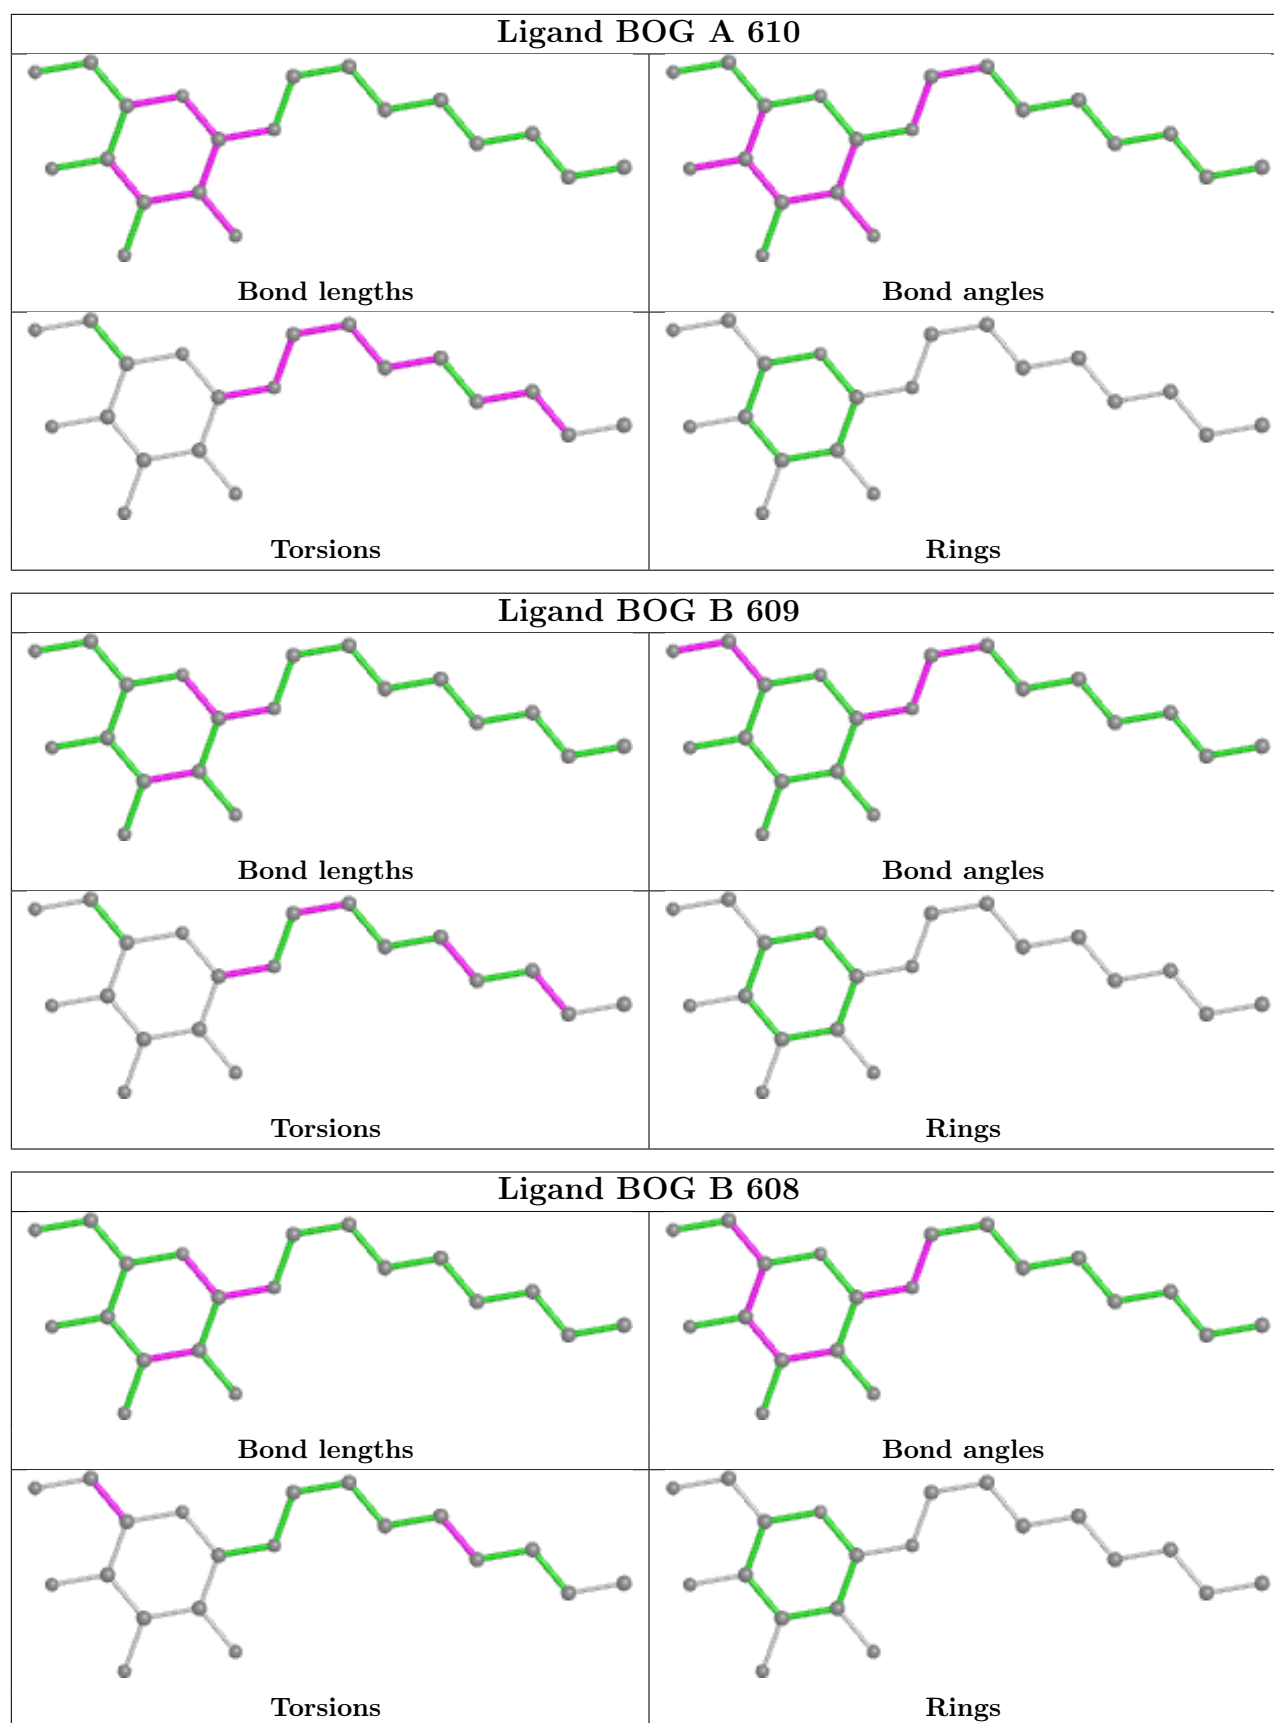 Ligand BOG A 610
Bond lengths
Bond angles
Torsions
Rings
Ligand BOG B 609
Bond lengths
Bond angles
Torsions
Rings
Ligand BOG B 608
Bond lengths
Bond angles
Torsions
Rings